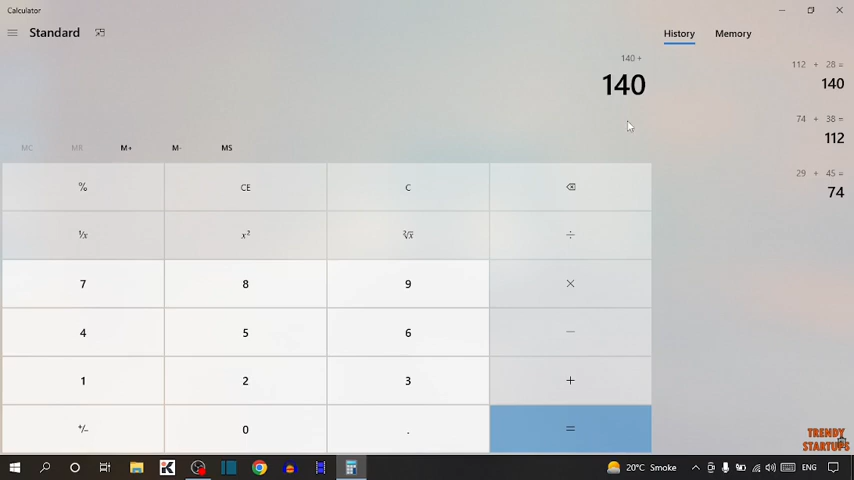 Calculator
Standard
History
Memory
140 +
140
112 + 28 =
140
74 + 38 =
112
29 + 45 =
74
MC
MR
M+
M-
MS
%
CE
C
⅟x
x²
²√x
÷
7
8
9
×
4
5
6
−
1
2
3
+
+/−
0
.
=
TRENDY
STARTUPS
20°C Smoke
ENG